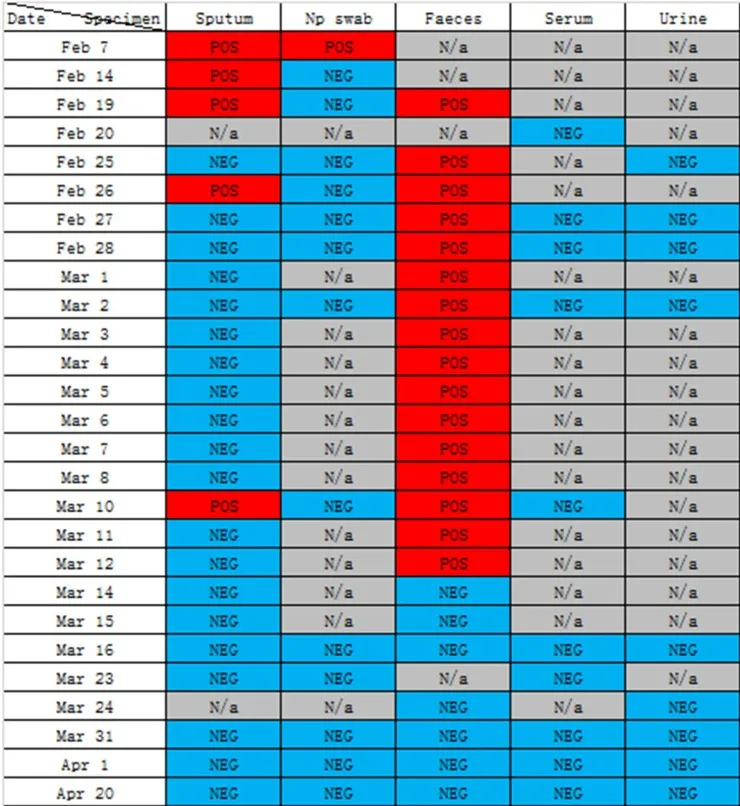 Date Specimen Sputum Np swab Faeces Serum Urine
Feb 7 POS POS N/a N/a N/a
Feb 14 POS NEG N/a N/a N/a
Feb 19 POS NEG POS N/a N/a
Feb 20 N/a N/a N/a NEG N/a
Feb 25 NEG NEG POS N/a NEG
Feb 26 POS NEG POS N/a N/a
Feb 27 NEG NEG POS NEG NEG
Feb 28 NEG NEG POS NEG NEG
Mar 1 NEG N/a POS N/a N/a
Mar 2 NEG NEG POS NEG NEG
Mar 3 NEG N/a POS N/a N/a
Mar 4 NEG N/a POS N/a N/a
Mar 5 NEG N/a POS N/a N/a
Mar 6 NEG N/a POS N/a N/a
Mar 7 NEG N/a POS N/a N/a
Mar 8 NEG N/a POS N/a N/a
Mar 10 POS NEG POS NEG N/a
Mar 11 NEG N/a POS N/a N/a
Mar 12 NEG N/a POS N/a N/a
Mar 14 NEG N/a NEG N/a N/a
Mar 15 NEG N/a NEG N/a N/a
Mar 16 NEG NEG NEG NEG NEG
Mar 23 NEG NEG N/a NEG N/a
Mar 24 N/a N/a NEG N/a NEG
Mar 31 NEG NEG NEG NEG NEG
Apr 1 NEG NEG NEG NEG NEG
Apr 20 NEG NEG NEG NEG NEG